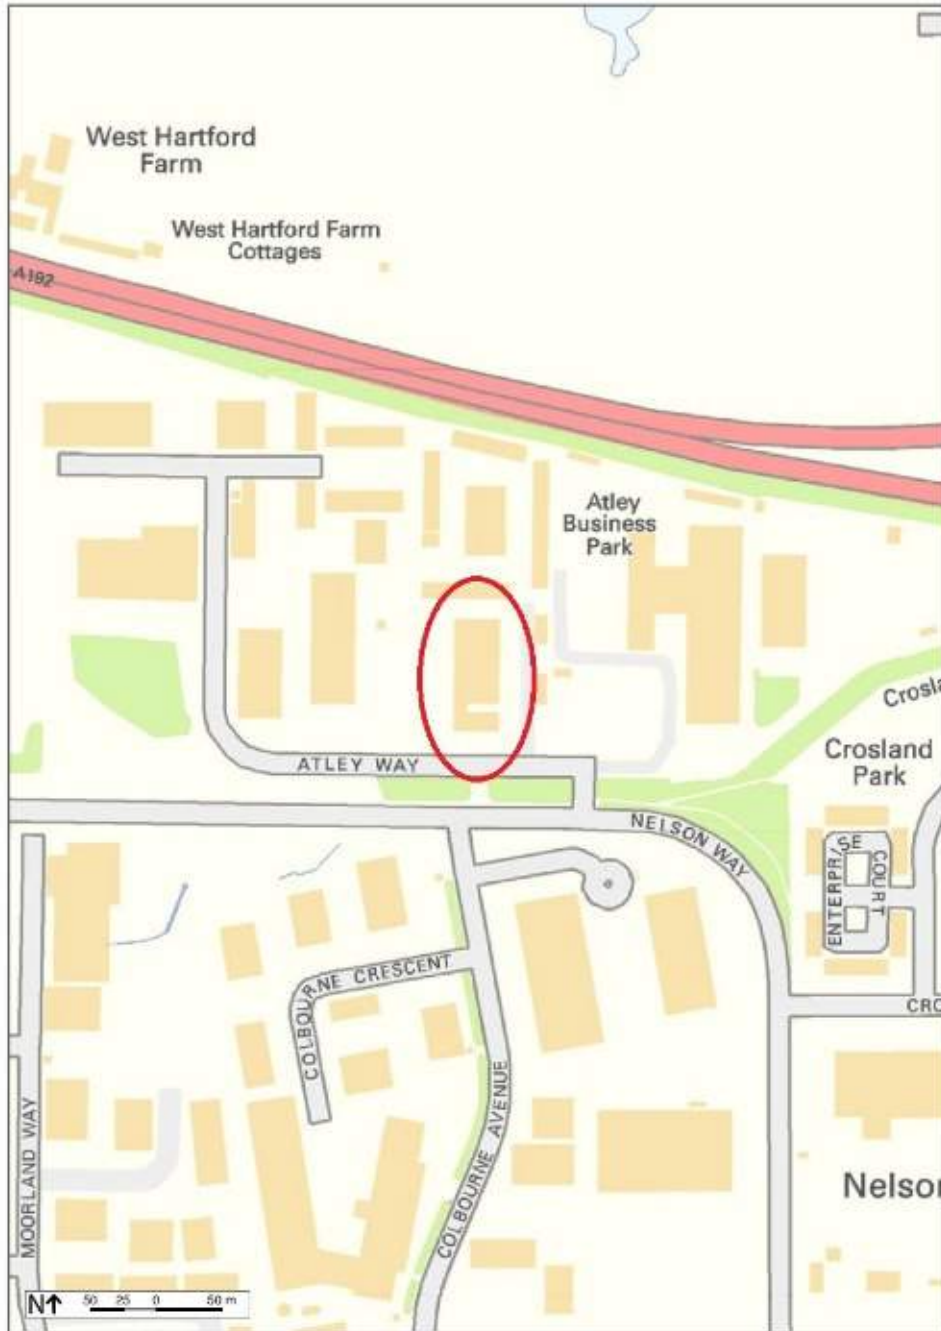 West Hartford
Farm
West Hartford Farm
Cottages
A192
Atley
Business
Park
Crosla
Crosland
Park
ATLEY WAY
NELSON WAY
ENTERPRISE
COURT
COLBOURNE CRESCENT
CRO
MOORLAND WAY
COLBOURNE AVENUE
Nelson
N 50 25 0 50 m